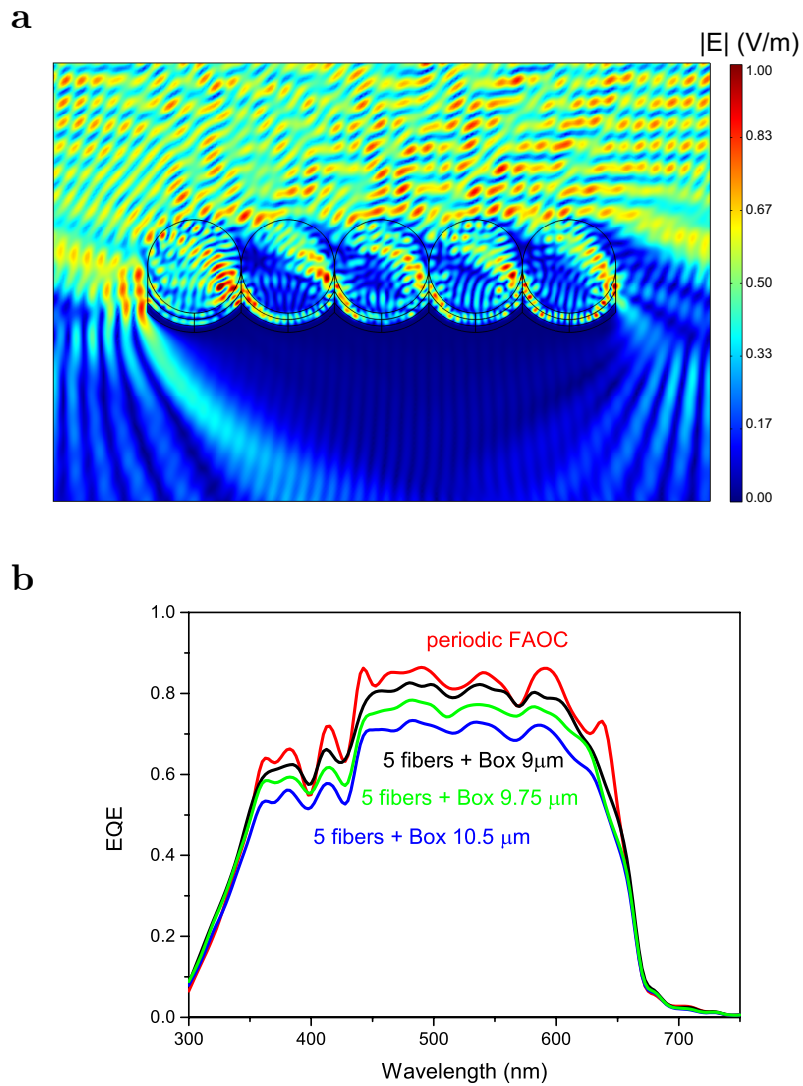 a
|E| (V/m)
1.00
0.83
0.67
0.50
0.33
0.17
0.00
b
1.0
0.8
0.6
0.4
0.2
0.0
EQE
periodic FAOC
5 fibers + Box 9μm
5 fibers + Box 9.75 μm
5 fibers + Box 10.5 μm
300 400 500 600 700
Wavelength (nm)